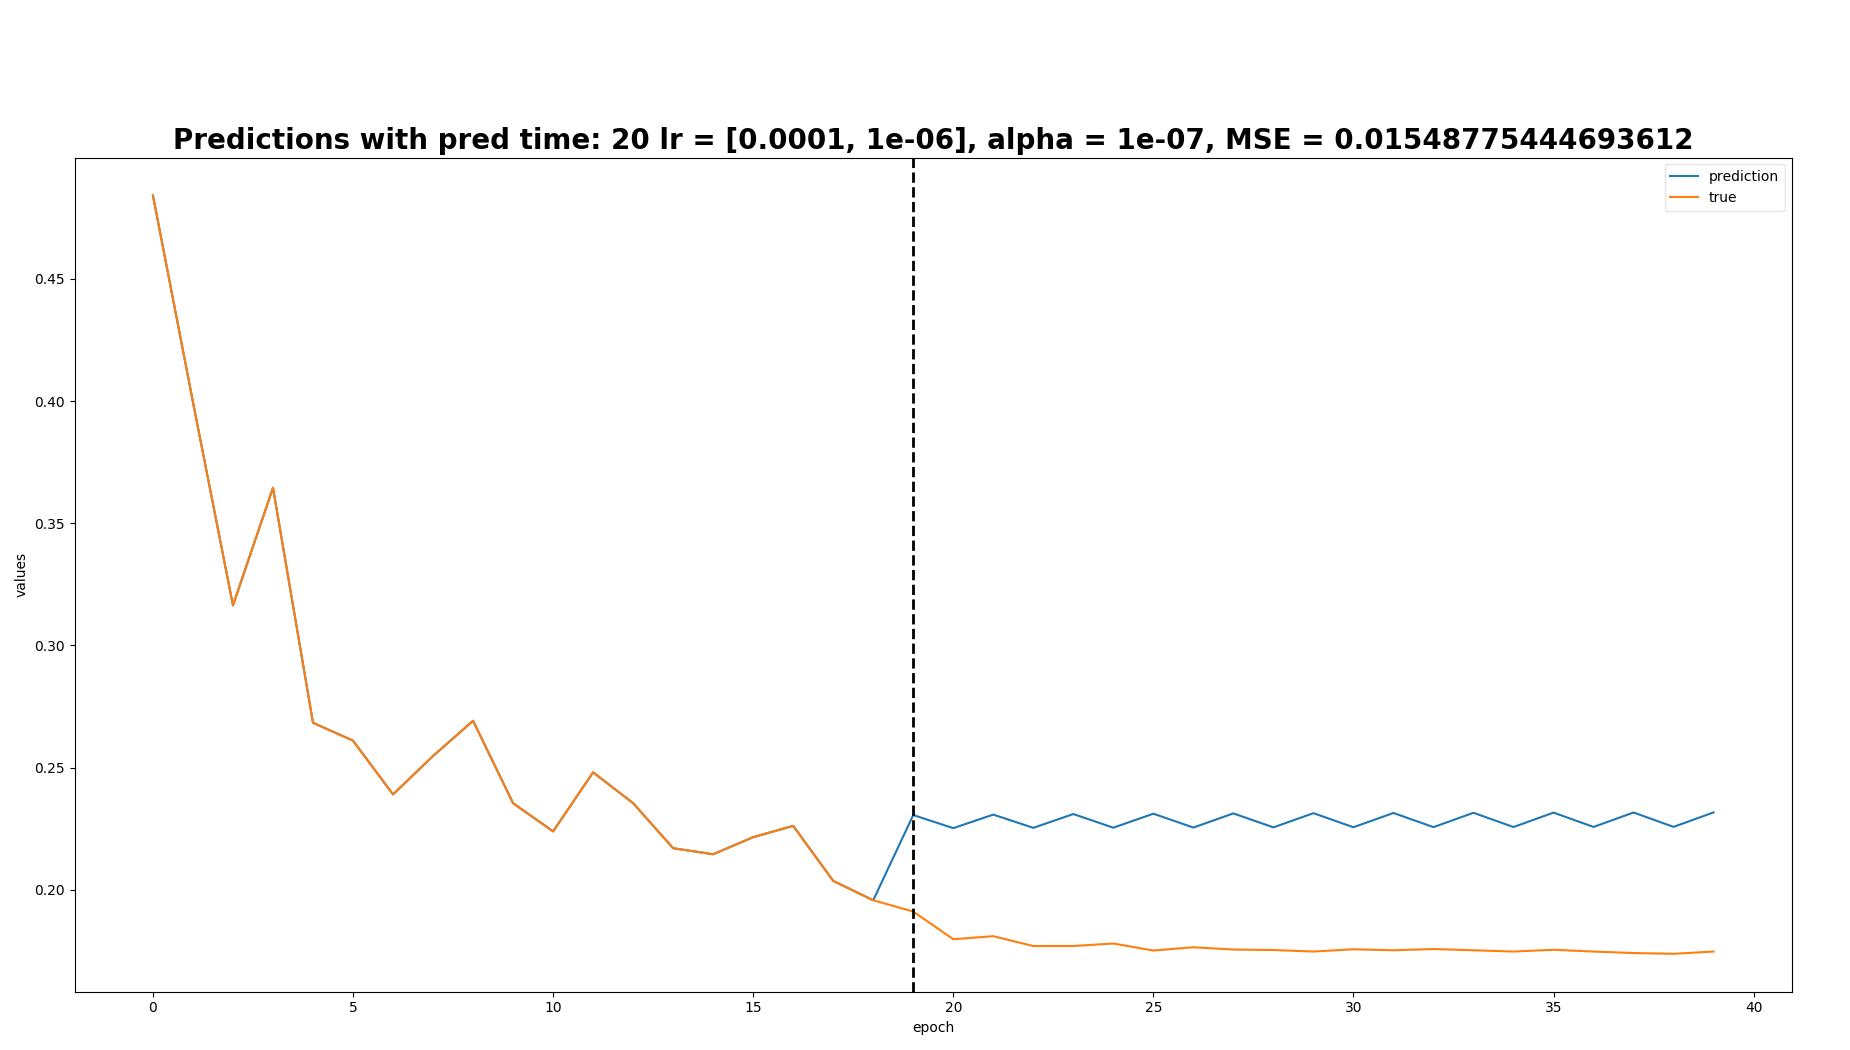 Predictions with pred time: 20 lr = [0.0001, 1e-06], alpha = 1e-07, MSE = 0.01548775444693612
prediction
true
0.45
0.40
0.35
0.30
0.25
0.20
values
0 5 10 15 20 25 30 35 40
epoch